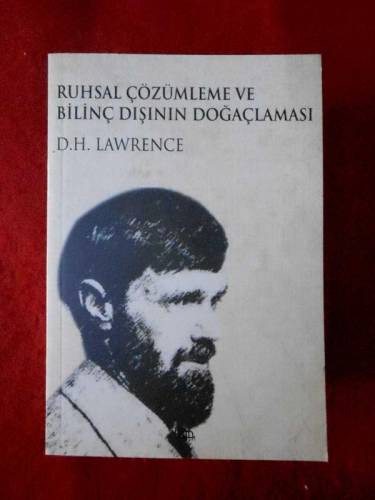 RUHSAL ÇÖZÜMLEME VE
BİLİNÇ DIŞININ DOĞAÇLAMASI
D.H. LAWRENCE